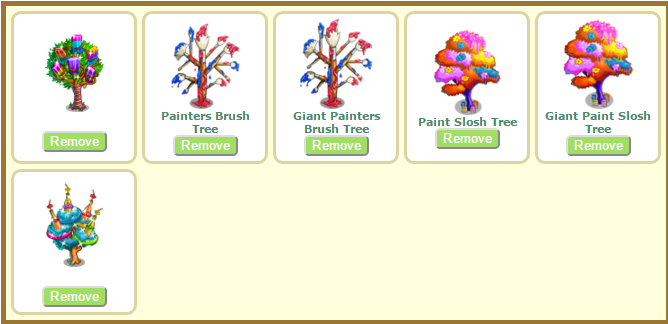 Remove
Painters Brush
Tree
Remove
Giant Painters
Brush Tree
Remove
Paint Slosh Tree
Remove
Giant Paint Slosh
Tree
Remove
Remove